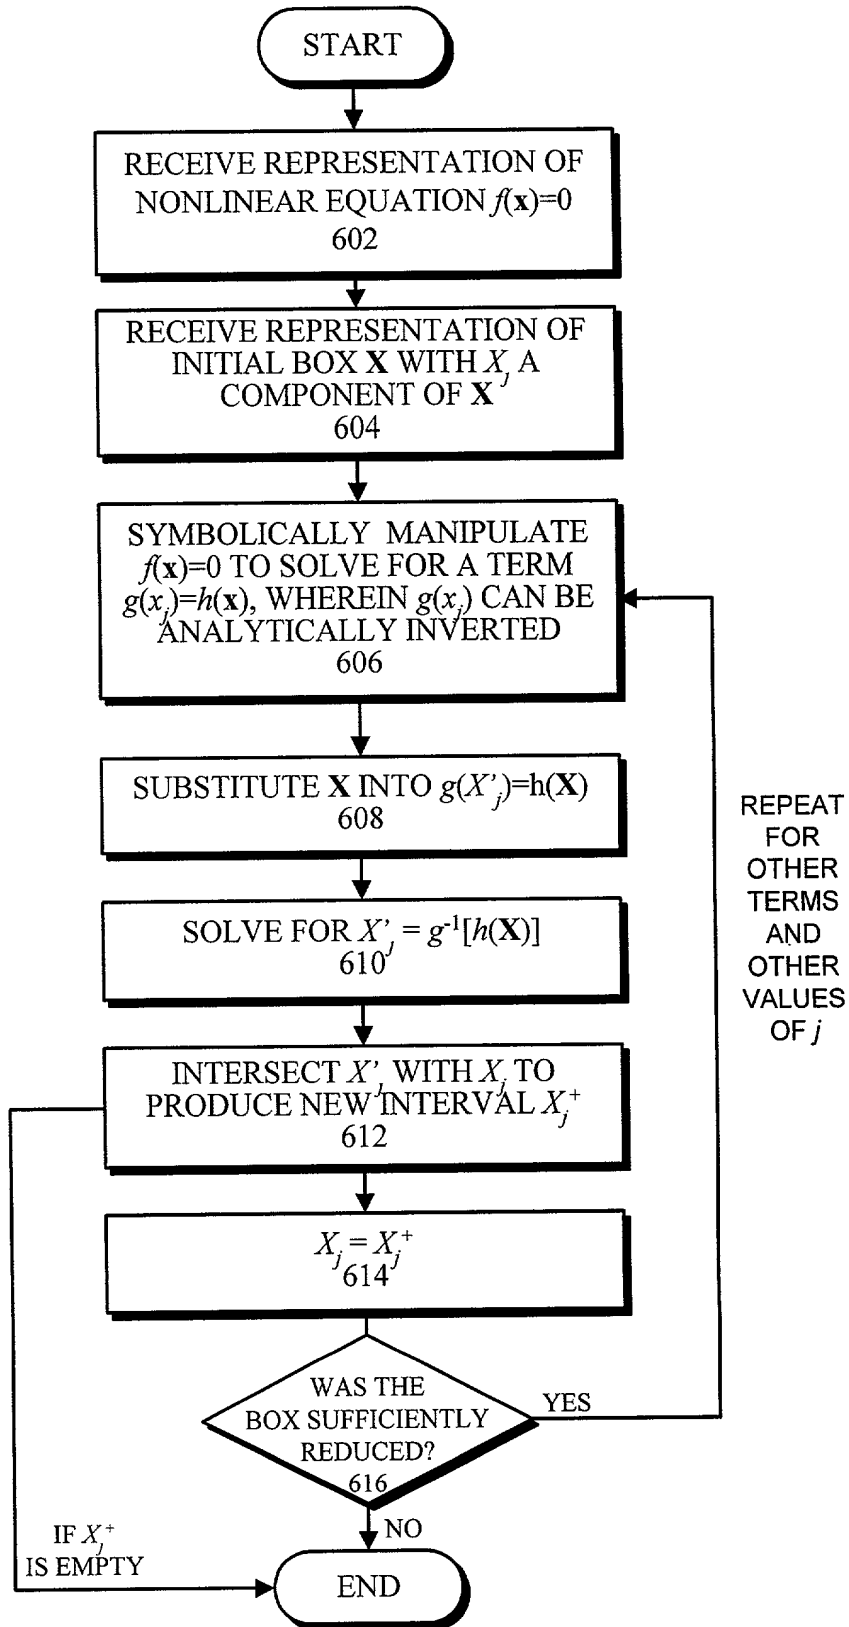 START
RECEIVE REPRESENTATION OF
NONLINEAR EQUATION f(x)=0
602
RECEIVE REPRESENTATION OF
INITIAL BOX X WITH Xj A
COMPONENT OF X
604
SYMBOLICALLY MANIPULATE
f(x)=0 TO SOLVE FOR A TERM
g(xj)=h(x), WHEREIN g(xj) CAN BE
ANALYTICALLY INVERTED
606
SUBSTITUTE X INTO g(X'j)=h(X)
608
SOLVE FOR X'j = g⁻¹[h(X)]
610
INTERSECT X'j WITH Xj TO
PRODUCE NEW INTERVAL Xj⁺
612
Xj = Xj⁺
614
WAS THE
BOX SUFFICIENTLY
REDUCED?
616
YES
REPEAT
FOR
OTHER
TERMS
AND
OTHER
VALUES
OF j
NO
IF Xj⁺
IS EMPTY
END